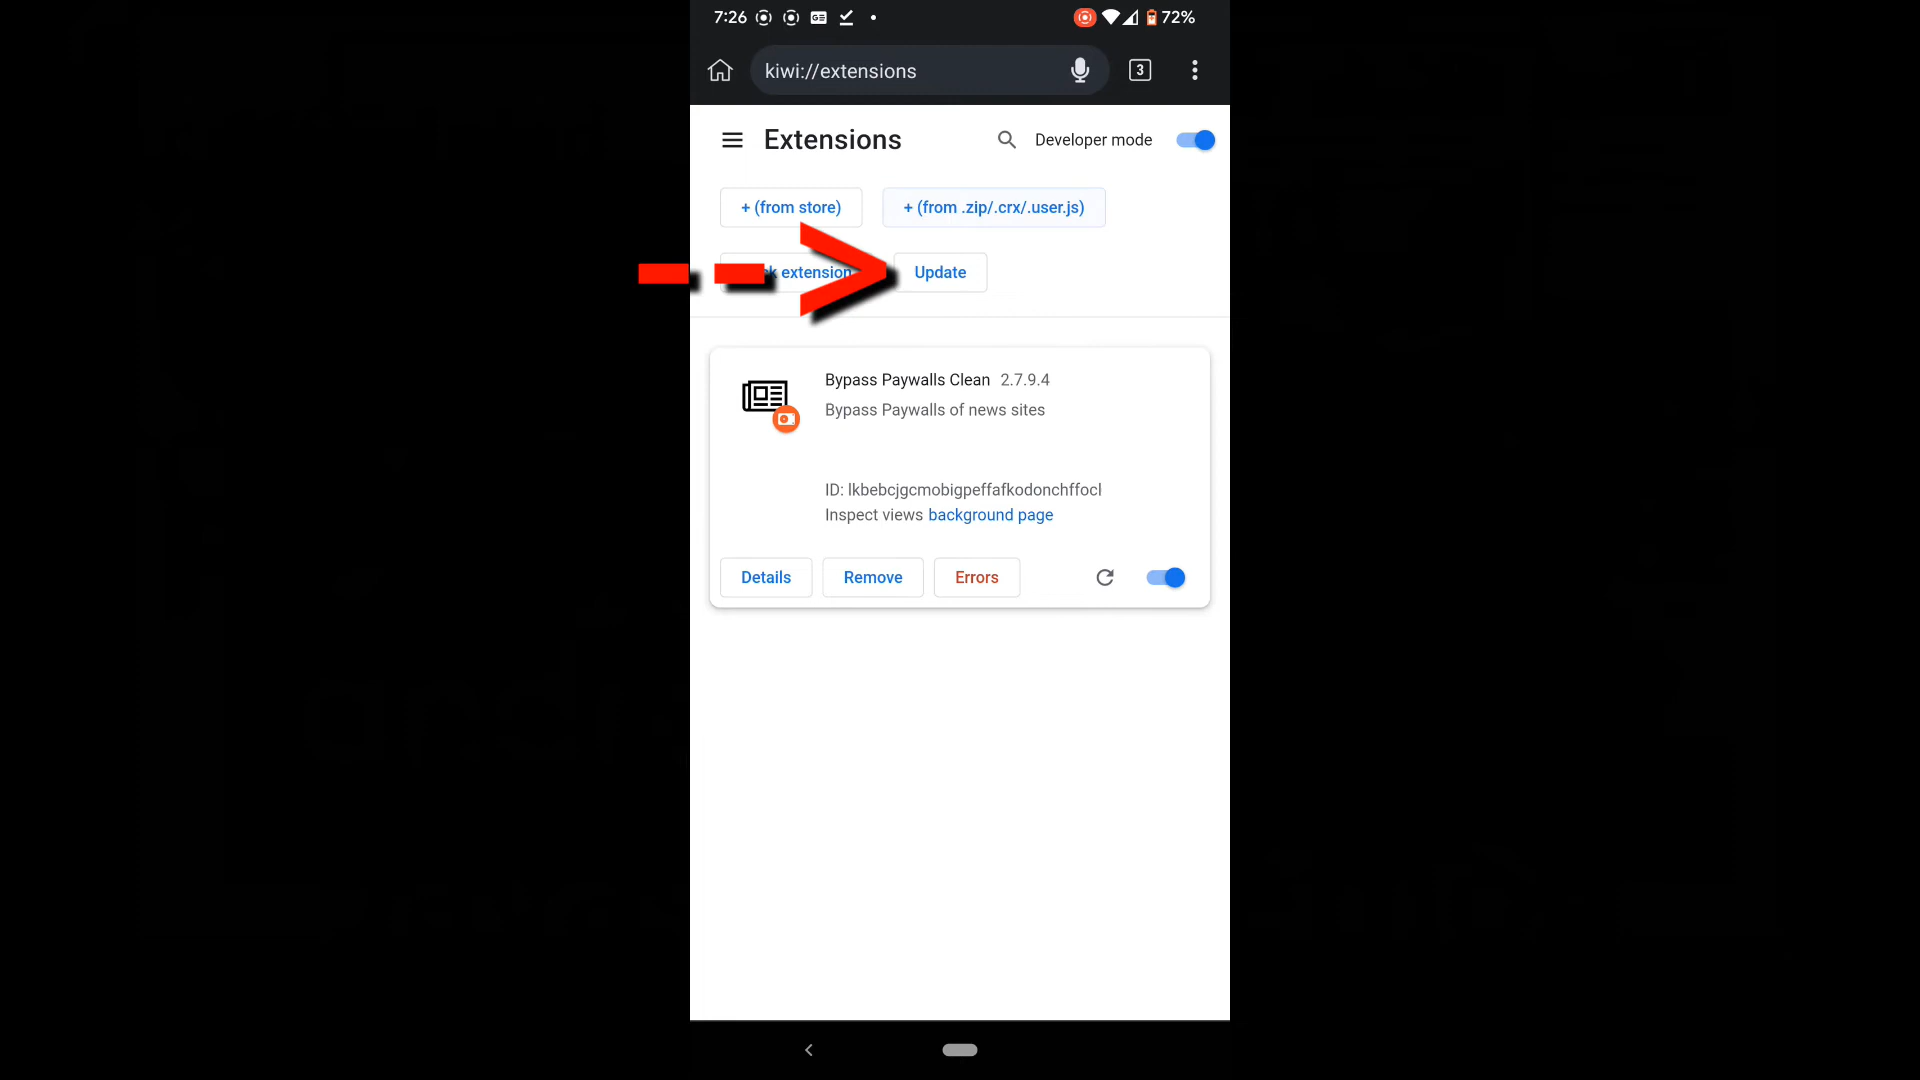 7:26 GE 72%
kiwi://extensions 3
Extensions Developer mode
+ (from store) + (from .zip/.crx/.user.js)
extension Update
Bypass Paywalls Clean 2.7.9.4
Bypass Paywalls of news sites
ID: lkbebcjgcmobigpeffafkodonchffocl
Inspect views background page
Details Remove Errors